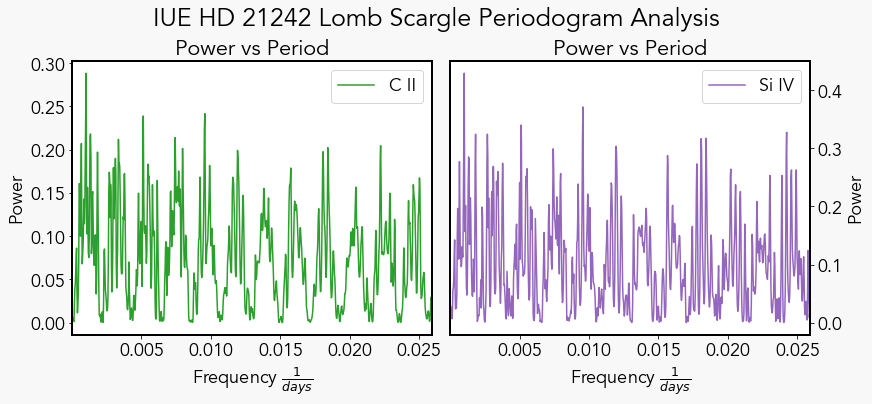 IUE HD 21242 Lomb Scargle Periodogram Analysis
Power vs Period
Power
0.30
0.25
0.20
0.15
0.10
0.05
0.00
C II
0.005
0.010
0.015
0.020
0.025
Frequency 1/days
Power vs Period
Si IV
0.4
0.3
0.2
0.1
0.0
Power
0.005
0.010
0.015
0.020
0.025
Frequency 1/days